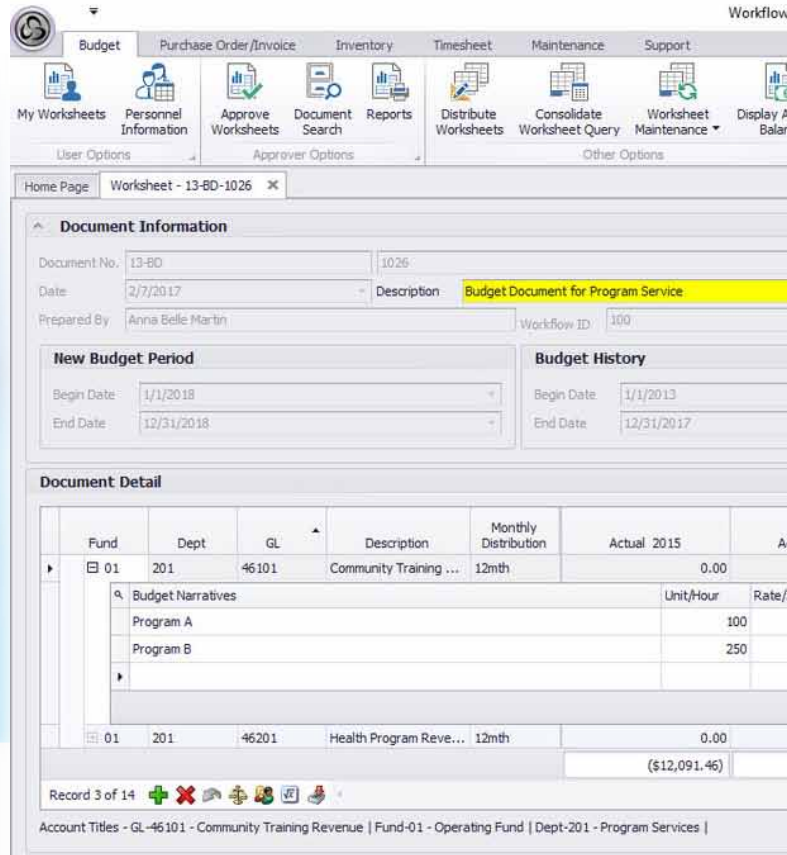 Workflow
Budget Purchase Order/Invoice Inventory Timesheet Maintenance Support
My Worksheets Personnel Information Approve Worksheets Document Search Reports Distribute Worksheets Consolidate Worksheet Query Worksheet Maintenance Display
User Options Approver Options Other Options
Home Page Worksheet - 13-BD-1026
Document Information
Document No. 13-BD 1026
Date 2/7/2017 Description Budget Document for Program Service
Prepared By Anna Belle Martin Workflow ID 100
New Budget Period Budget History
Begin Date 1/1/2018 Begin Date 1/1/2013
End Date 12/31/2018 End Date 12/31/2017
Document Detail
Fund Dept GL Description Monthly Distribution Actual 2015
01 201 46101 Community Training ... 12mth 0.00
Budget Narratives Unit/Hour Rate/
Program A 100
Program B 250
01 201 46201 Health Program Reve... 12mth 0.00
($12,091.46)
Record 3 of 14
Account Titles - GL-46101 - Community Training Revenue | Fund-01 - Operating Fund | Dept-201 - Program Services |